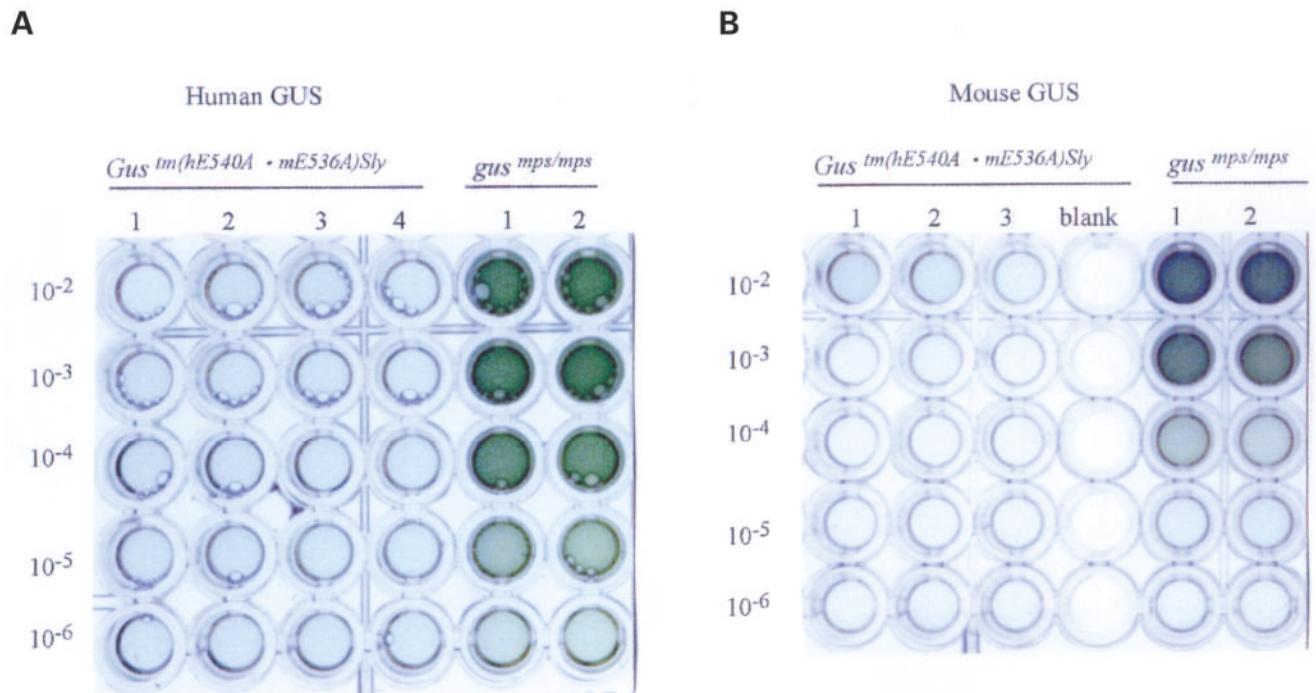 A
Human GUS
Gus tm(hE540A • mE536A)Sly gus mps/mps
1 2 3 4 1 2
10-2
10-3
10-4
10-5
10-6
B
Mouse GUS
Gus tm(hE540A • mE536A)Sly gus mps/mps
1 2 3 blank 1 2
10-2
10-3
10-4
10-5
10-6